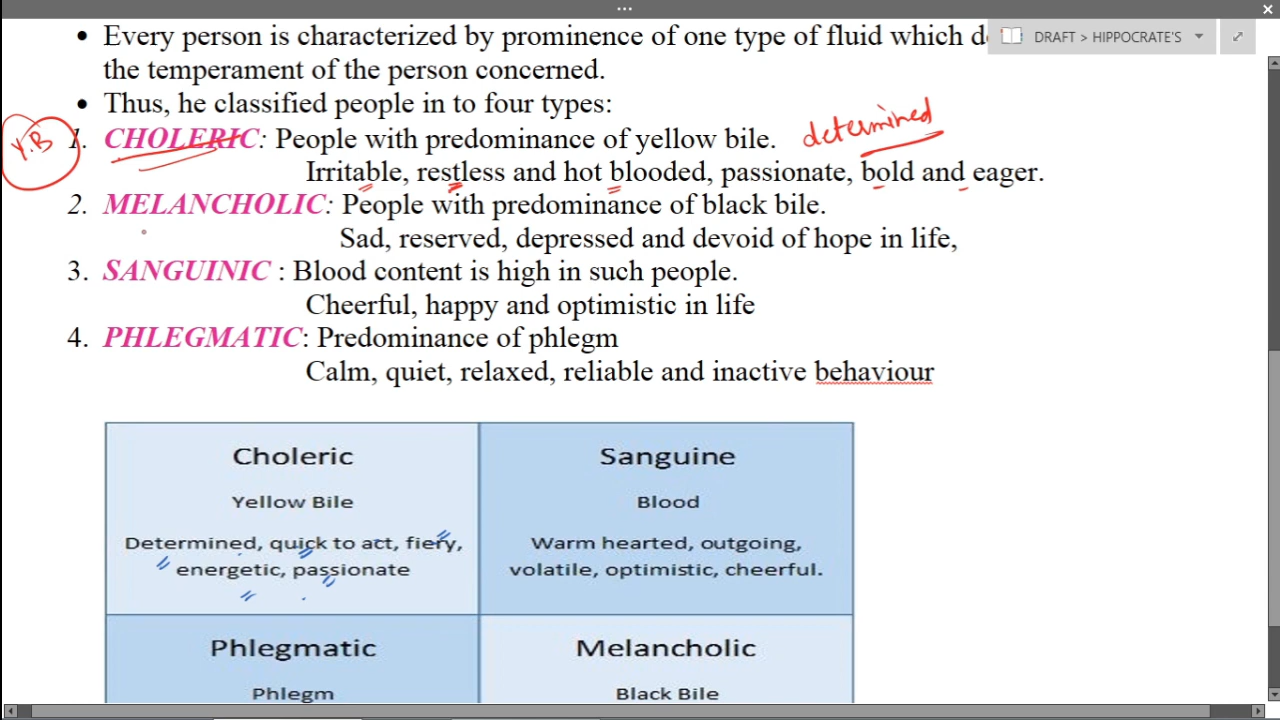 ...
Every person is characterized by prominence of one type of fluid which d
DRAFT > HIPPOCRATE'S
the temperament of the person concerned.
Thus, he classified people in to four types:
Y.B
determined
1. CHOLERIC: People with predominance of yellow bile.
Irritable, restless and hot blooded, passionate, bold and eager.
2. MELANCHOLIC: People with predominance of black bile.
Sad, reserved, depressed and devoid of hope in life,
3. SANGUINIC : Blood content is high in such people.
Cheerful, happy and optimistic in life
4. PHLEGMATIC: Predominance of phlegm
Calm, quiet, relaxed, reliable and inactive behaviour
Choleric
Yellow Bile
Determined, quick to act, fiery,
energetic, passionate
Sanguine
Blood
Warm hearted, outgoing,
volatile, optimistic, cheerful.
Phlegmatic
Phlegm
Melancholic
Black Bile